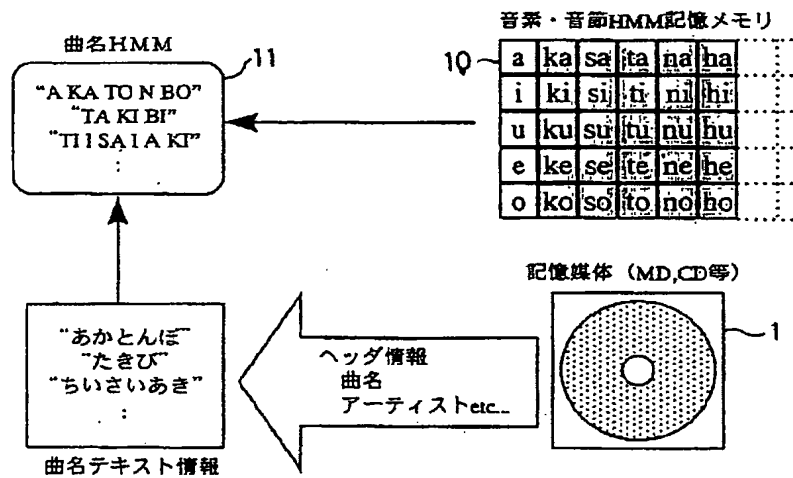 音素・音節HMM記憶メモリ
曲名HMM
11
10
a ka sa ta na ha
i ki si ti ni hi
u ku su tu nu hu
e ke se te ne he
o ko so to no ho
"A KA TO N BO"
"TA KI BI"
"TI I SA I A KI"
:
記憶媒体（MD,CD等）
1
"あかとんぼ"
"たきび"
"ちいさいあき"
:
ヘッダ情報
曲名
アーティストetc...
曲名テキスト情報